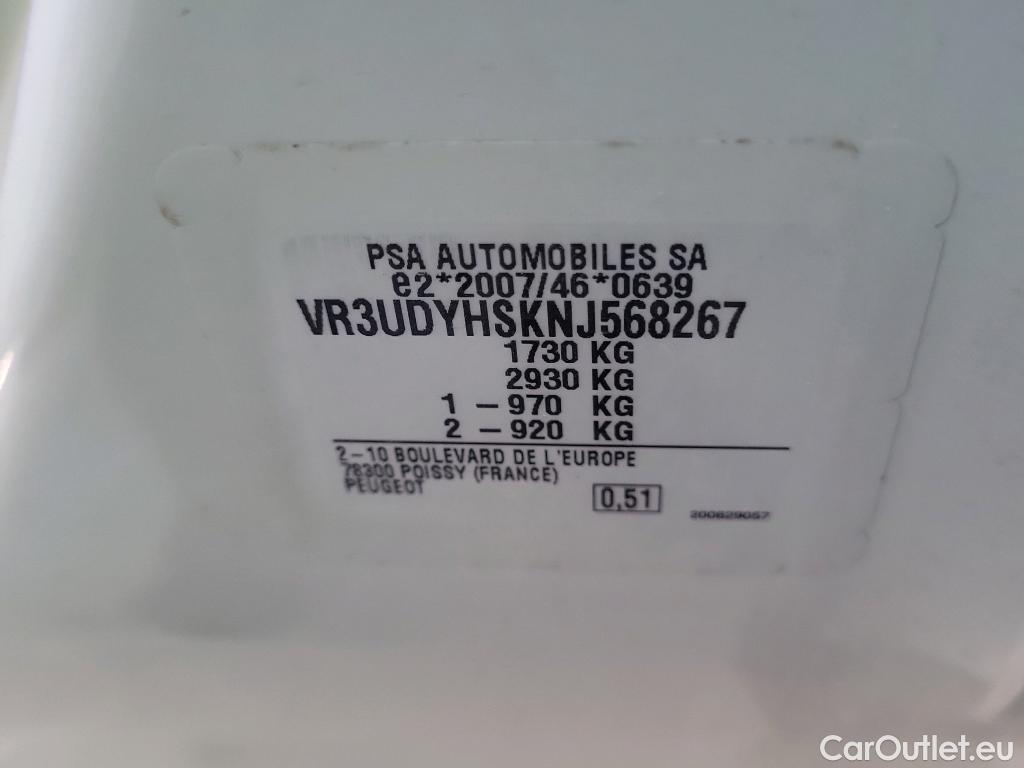 PSA AUTOMOBILES SA
e2*2007/46*0639
VR3UDYHSKNJ568267
1730 KG
2930 KG
1 – 970 KG
2 – 920 KG
2–10 BOULEVARD DE L'EUROPE
78300 POISSY (FRANCE)
PEUGEOT
0,51
200629057
CarOutlet.eu